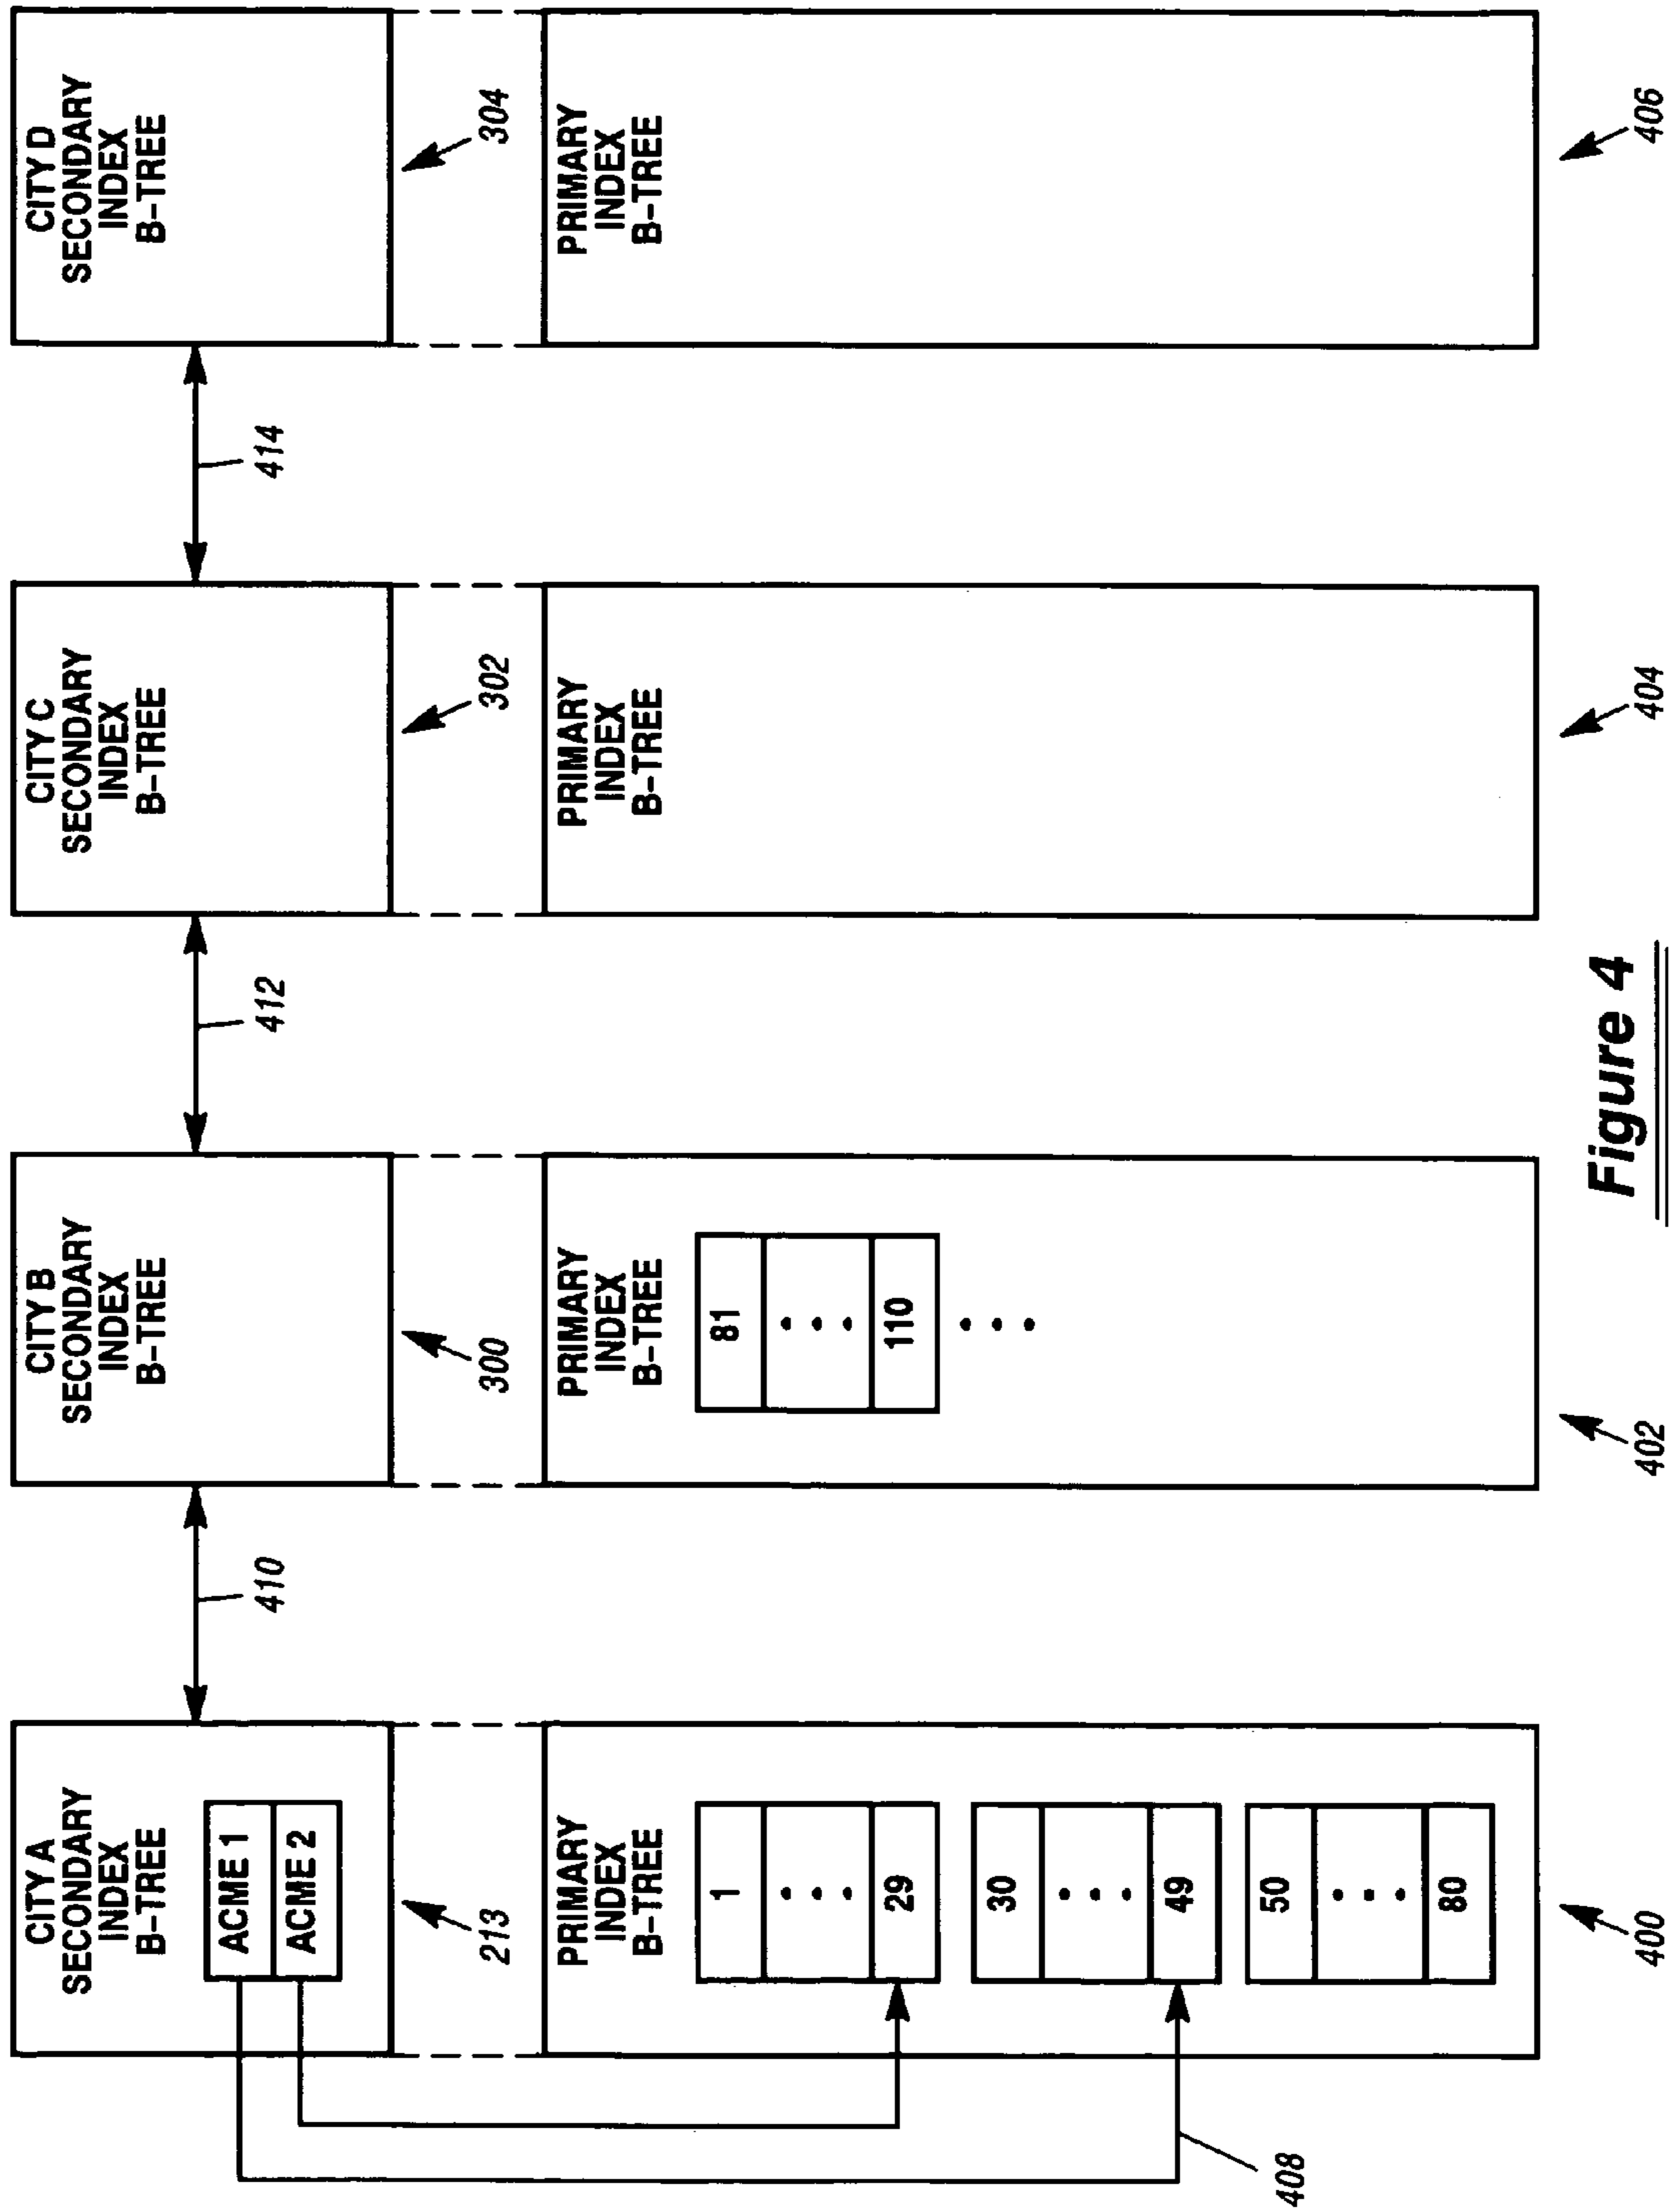 CITY A
SECONDARY
INDEX
B-TREE
ACME 1
ACME 2
213
PRIMARY
INDEX
B-TREE
1
• • •
29
30
• • •
49
50
• • •
80
400
408
410
CITY B
SECONDARY
INDEX
B-TREE
300
PRIMARY
INDEX
B-TREE
81
• • •
110
• • •
402
412
CITY C
SECONDARY
INDEX
B-TREE
302
PRIMARY
INDEX
B-TREE
404
414
CITY D
SECONDARY
INDEX
B-TREE
304
PRIMARY
INDEX
B-TREE
406
Figure 4